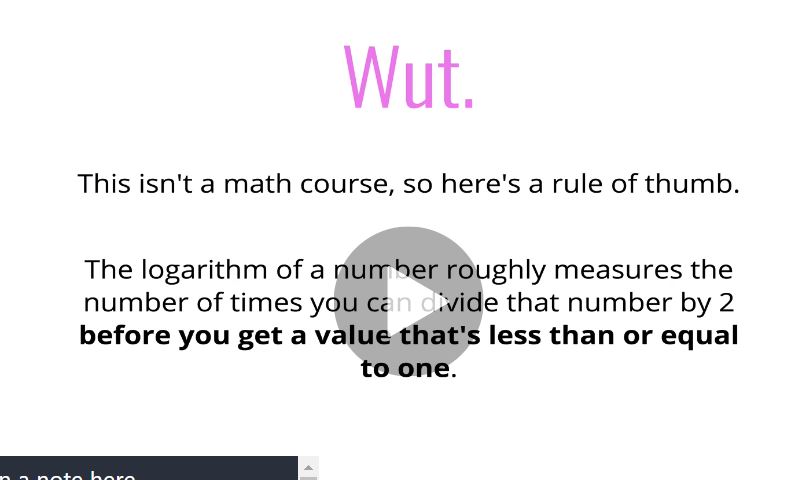 Wut.
This isn't a math course, so here's a rule of thumb.
The logarithm of a number roughly measures the
number of times you can divide that number by 2
before you get a value that's less than or equal
to one.
n a note here